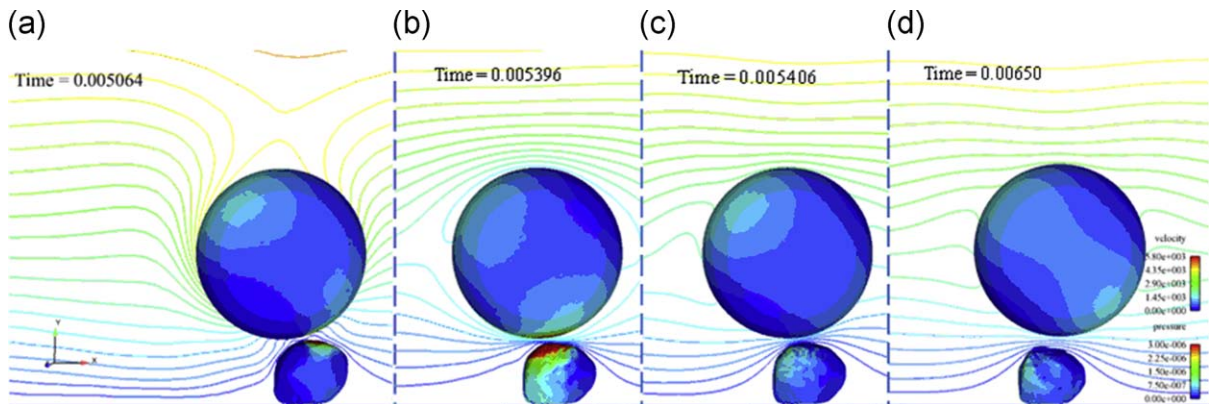 (a) (b) (c) (d)
Time = 0.005064
Time = 0.005396
Time = 0.005406
Time = 0.00650
velocity
5.80e+003
4.35e+003
2.90e+003
1.45e+003
0.00e+000
pressure
3.00e-006
2.25e-006
1.50e-006
7.50e-007
0.00e+000
Y
X